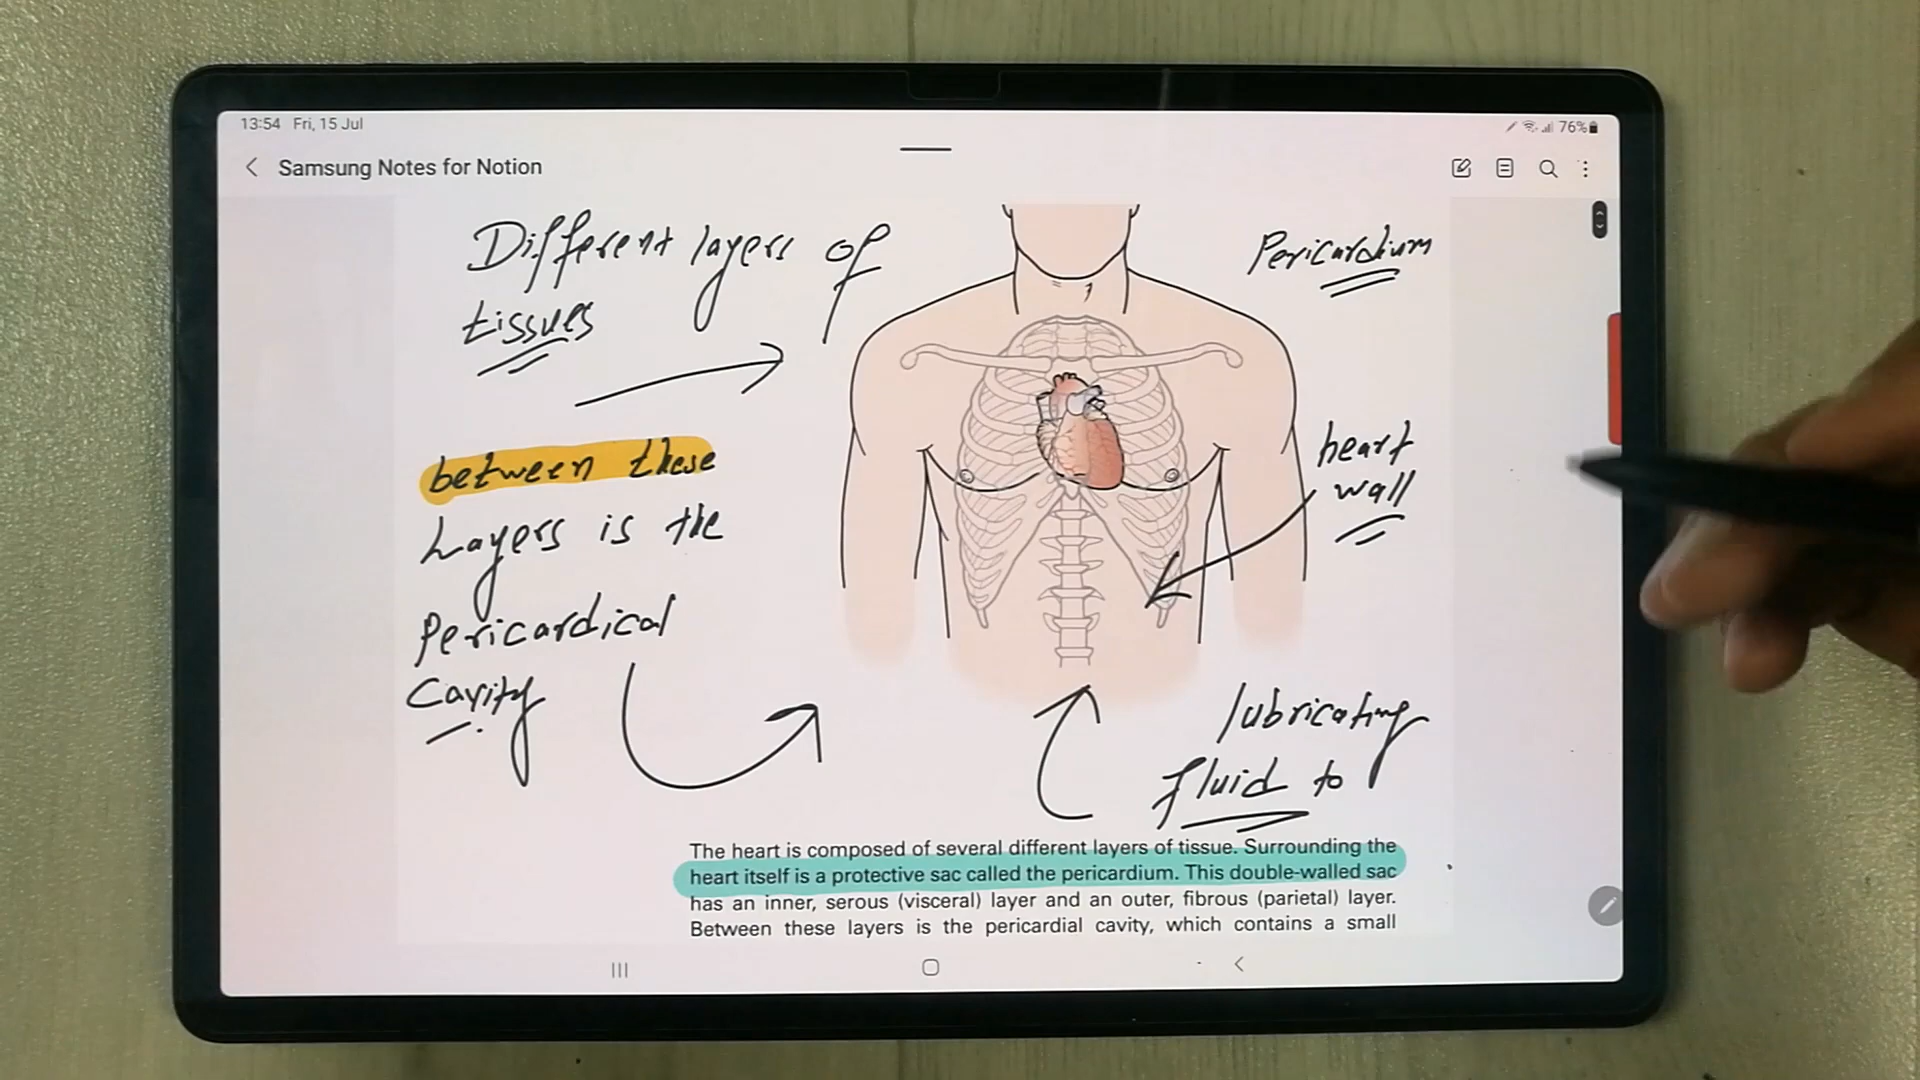 13:54 Fri, 15 Jul
76%
Samsung Notes for Notion
Different layers of
tissues
Pericardium
between these
Layers is the
Pericardical
Cavity
heart
wall
lubricating
fluid to
The heart is composed of several different layers of tissue. Surrounding the
heart itself is a protective sac called the pericardium. This double-walled sac
has an inner, serous (visceral) layer and an outer, fibrous (parietal) layer.
Between these layers is the pericardial cavity, which contains a small